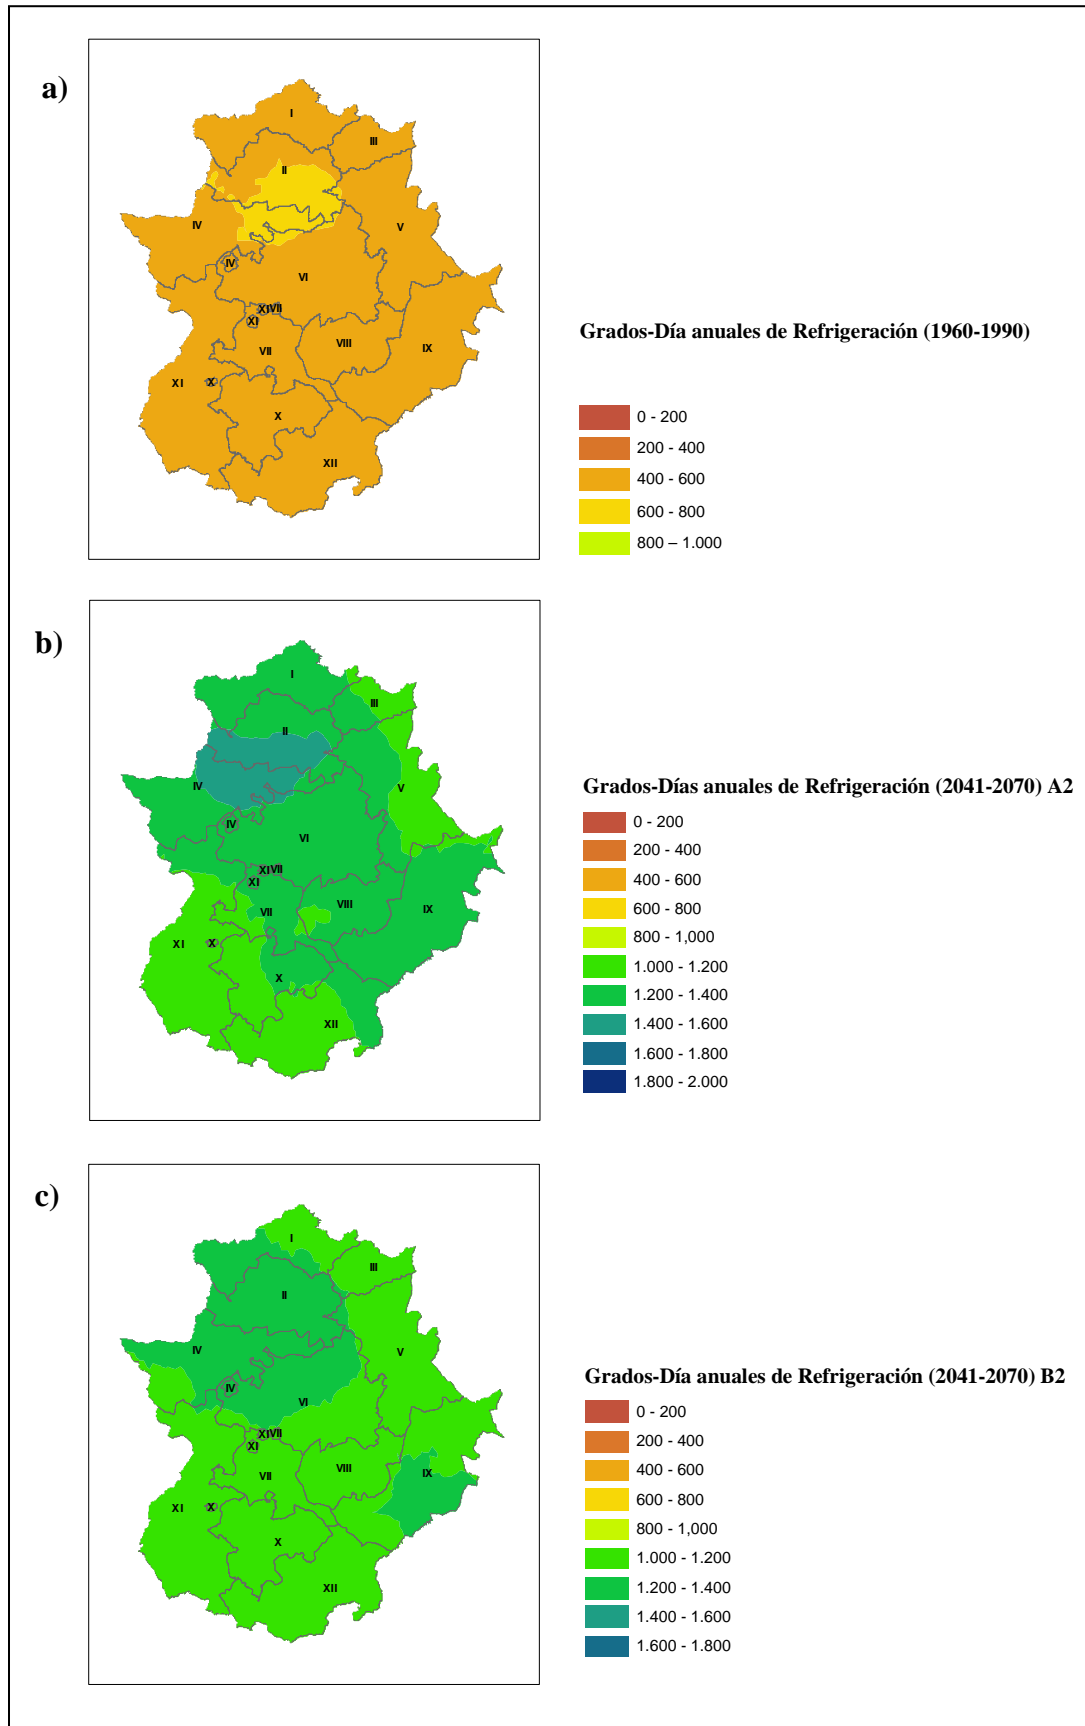 a)
I
III
II
IV
V
IV
VI
XI VII
XI
VII
VIII
IX
XI
X
X
XII
Grados-Día anuales de Refrigeración (1960-1990)
0 - 200
200 - 400
400 - 600
600 - 800
800 – 1.000
b)
I
III
II
IV
V
IV
VI
XI VII
XI
VII
VIII
IX
XI
X
X
XII
Grados-Días anuales de Refrigeración (2041-2070) A2
0 - 200
200 - 400
400 - 600
600 - 800
800 - 1,000
1.000 - 1.200
1.200 - 1.400
1.400 - 1.600
1.600 - 1.800
1.800 - 2.000
c)
I
III
II
IV
V
IV
VI
XI VII
XI
VII
VIII
IX
XI
X
X
XII
Grados-Día anuales de Refrigeración (2041-2070) B2
0 - 200
200 - 400
400 - 600
600 - 800
800 - 1,000
1.000 - 1.200
1.200 - 1.400
1.400 - 1.600
1.600 - 1.800